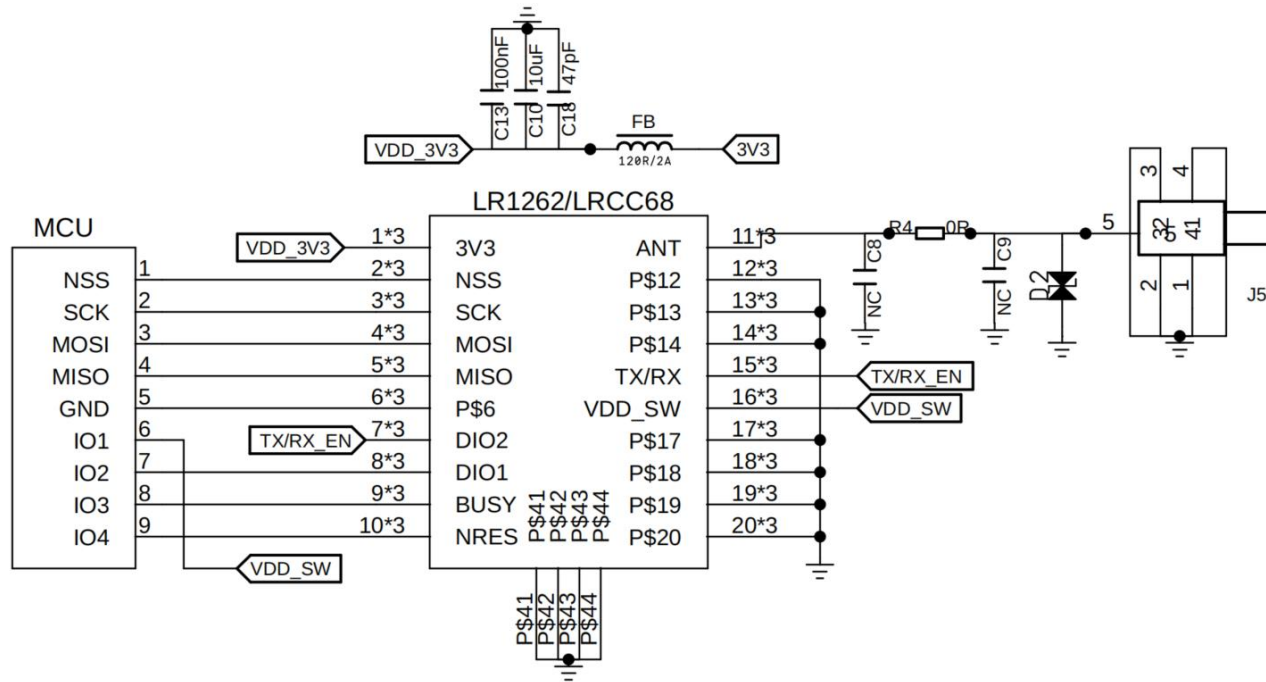 100nF
10uF
47pF
C13
C10
C18
FB
VDD_3V3
120R/2A
3V3
LR1262/LRCC68
MCU
VDD_3V3
1*3
3V3
ANT
11*3
R4
0R
5
3
4
32
41
5
NSS
1
2*3
NSS
P$12
12*3
C8
C9
SCK
2
3*3
SCK
P$13
13*3
NC
NC
D2
2
1
J5
MOSI
3
4*3
MOSI
P$14
14*3
MISO
4
5*3
MISO
TX/RX
15*3
TX/RX_EN
GND
5
6*3
P$6
VDD_SW
16*3
VDD_SW
IO1
6
TX/RX_EN
7*3
DIO2
P$17
17*3
IO2
7
8*3
DIO1
P$18
18*3
IO3
8
9*3
BUSY
P$19
19*3
IO4
9
10*3
NRES
P$41
P$42
P$43
P$44
P$20
20*3
VDD_SW
P$41
P$42
P$43
P$44